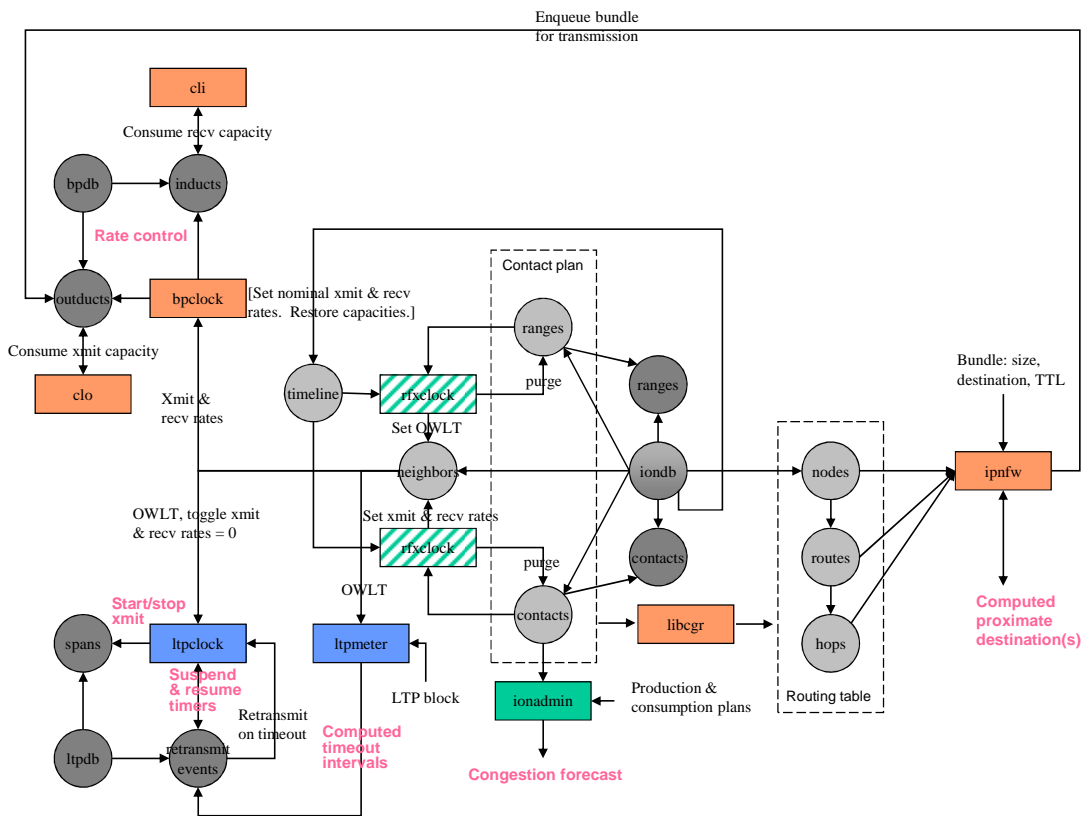 Enqueue bundle
for transmission
cli
Consume recv capacity
bpdb
inducts
Rate control
outducts
bpclock
[Set nominal xmit & recv
rates.  Restore capacities.]
Consume xmit capacity
clo
Xmit &
recv rates
Contact plan
ranges
purge
timeline
rfxclock
Set OWLT
ranges
Bundle: size,
destination, TTL
neighbors
iondb
nodes
ipnfw
OWLT, toggle xmit
& recv rates = 0
Set xmit & recv rates
rfxclock
purge
contacts
routes
OWLT
contacts
libcgr
hops
Computed
proximate
destination(s)
Start/stop
xmit
spans
ltpclock
ltpmeter
Suspend
& resume
timers
LTP block
ionadmin
Production &
consumption plans
Routing table
Retransmit
on timeout
Computed
timeout
intervals
ltpdb
retransmit
events
Congestion forecast